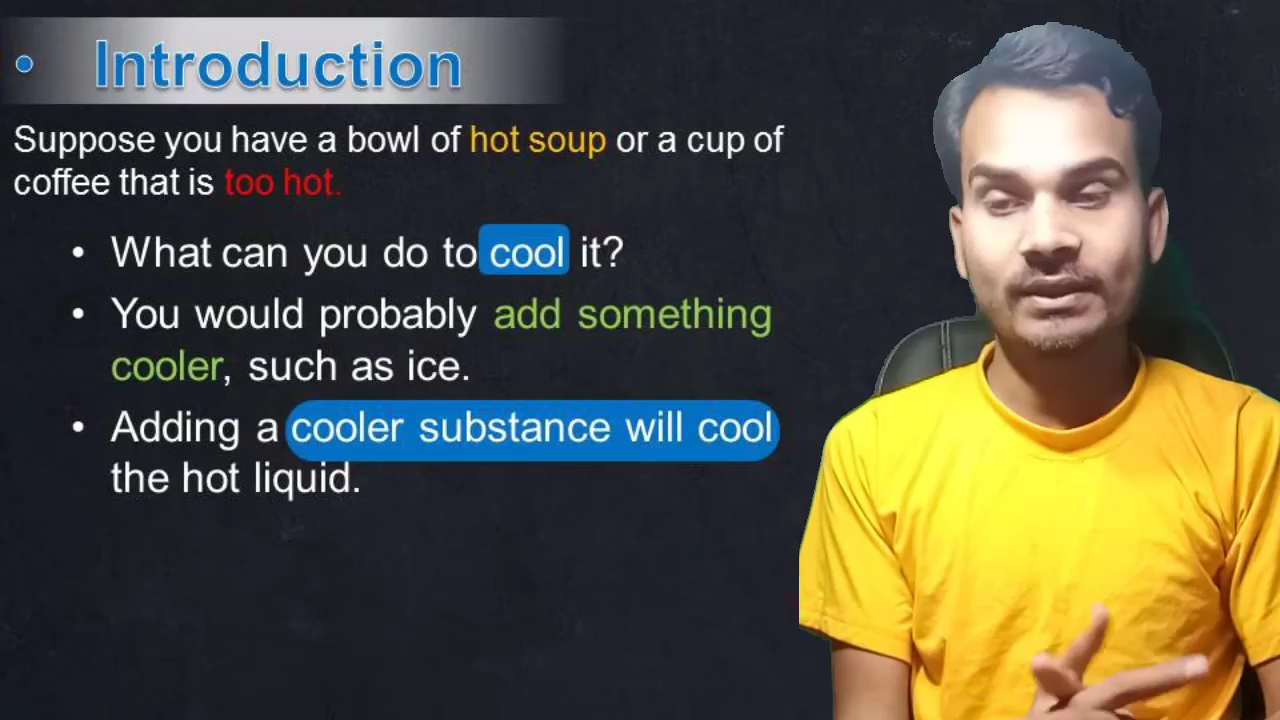 • Introduction
Suppose you have a bowl of hot soup or a cup of
coffee that is too hot.
• What can you do to cool it?
• You would probably add something
cooler, such as ice.
• Adding a cooler substance will cool
the hot liquid.